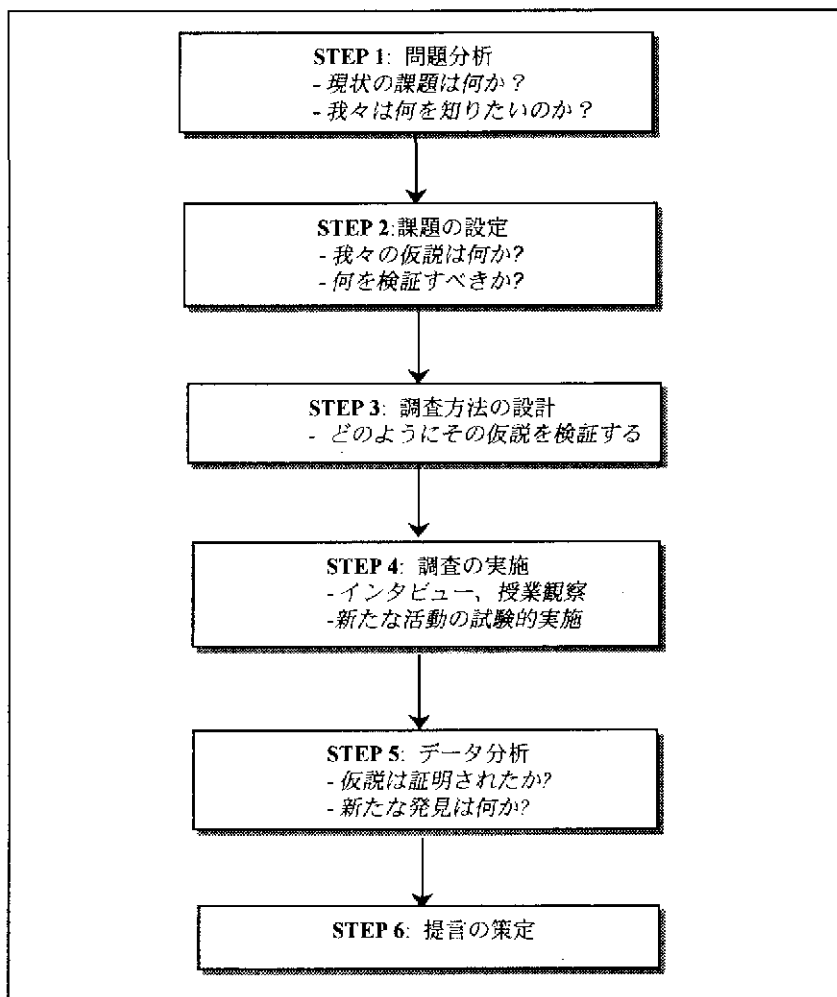 STEP 1: 問題分析
- 現状の課題は何か？
- 我々は何を知りたいのか？
STEP 2:課題の設定
- 我々の仮説は何か?
- 何を検証すべきか?
STEP 3: 調査方法の設計
- どのようにその仮説を検証する
STEP 4: 調査の実施
- インタビュー、授業観察
-新たな活動の試験的実施
STEP 5: データ分析
- 仮説は証明されたか?
- 新たな発見は何か?
STEP 6: 提言の策定